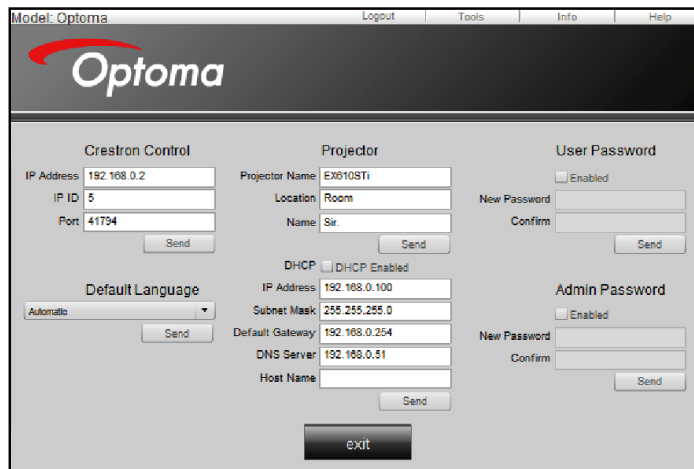 Model: Optoma
Logout Tools Info Help
Optoma
Crestron Control
IP Address 192.168.0.2
IP ID 5
Port 41794
Send
Default Language
Automatic
Send
Projector
Projector Name EX610STi
Location Room
Name Sir.
Send
DHCP DHCP Enabled
IP Address 192.168.0.100
Subnet Mask 255.255.255.0
Default Gateway 192.168.0.254
DNS Server 192.168.0.51
Host Name
Send
User Password
Enabled
New Password
Confirm
Send
Admin Password
Enabled
New Password
Confirm
Send
exit